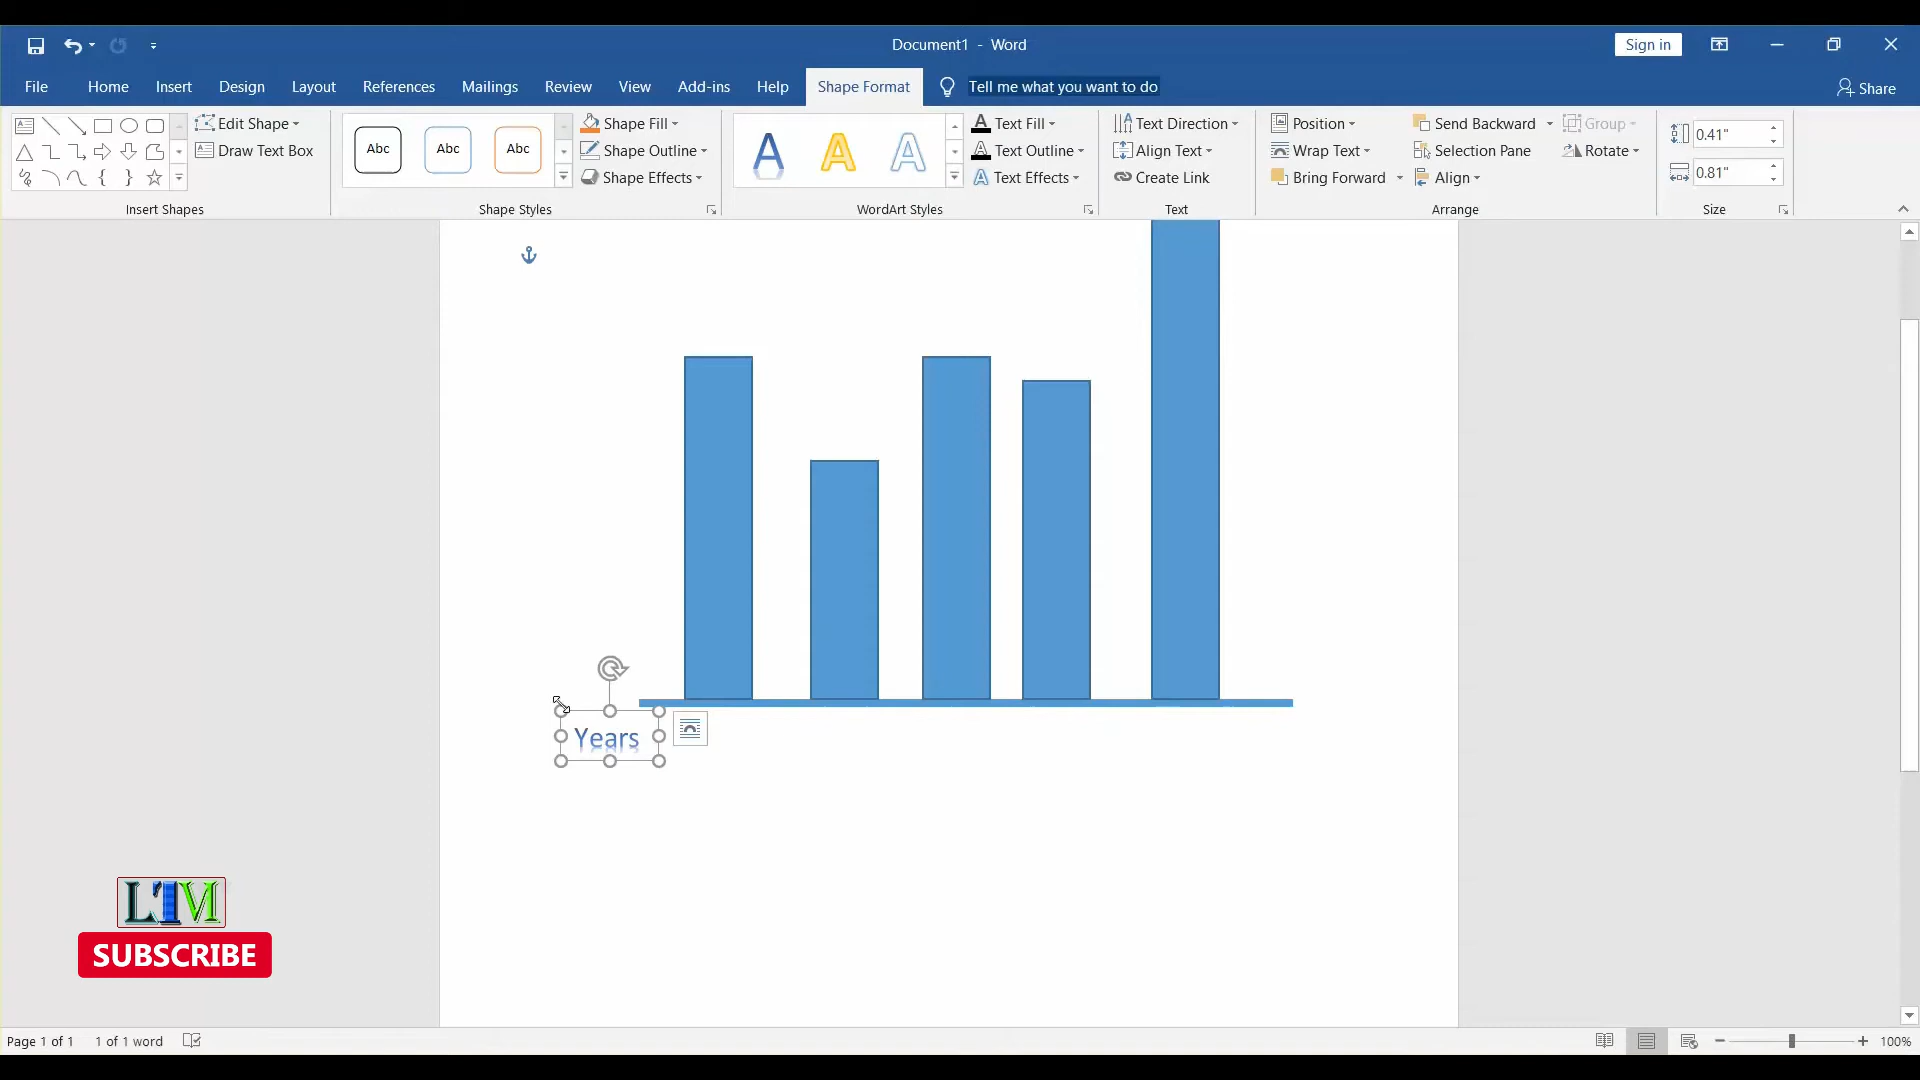 Document1 - Word
Sign in
File Home Insert Design Layout References Mailings Review View Add-ins Help Shape Format Tell me what you want to do Share
Edit Shape
Draw Text Box
Insert Shapes
Abc Abc Abc
Shape Fill
Shape Outline
Shape Effects
Shape Styles
A A A
Text Fill
Text Outline
Text Effects
WordArt Styles
Text Direction
Align Text
Create Link
Text
Position
Wrap Text
Bring Forward
Send Backward
Selection Pane
Align
Group
Rotate
Arrange
0.41"
0.81"
Size
Years
LTM
SUBSCRIBE
Page 1 of 1 1 of 1 word 100%